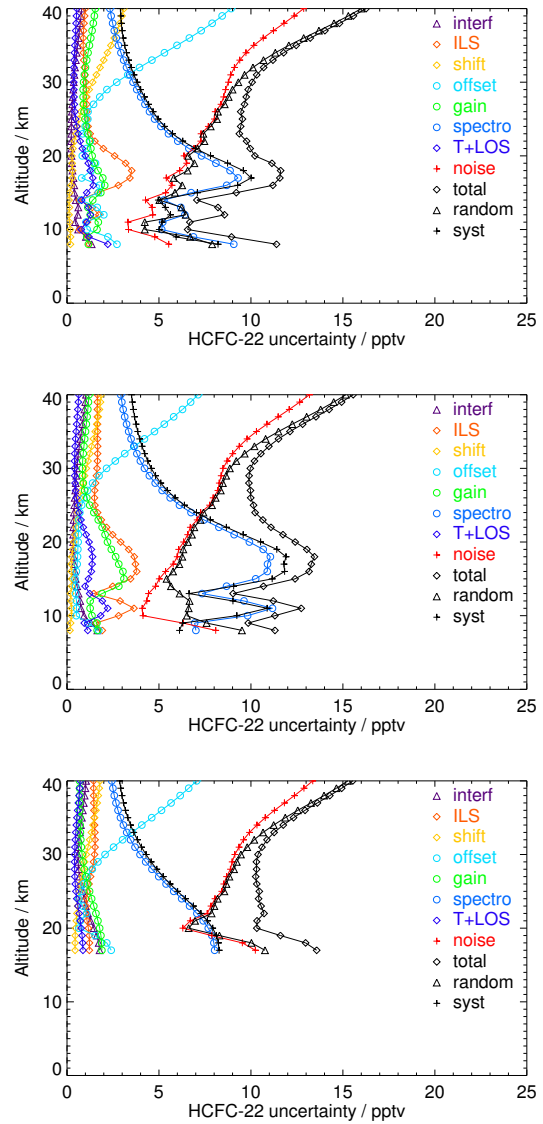 40
30
20
10
0
Altitude / km
interf
ILS
shift
offset
gain
spectro
T+LOS
noise
total
random
syst
0 5 10 15 20 25
HCFC-22 uncertainty / pptv
40
30
20
10
0
Altitude / km
interf
ILS
shift
offset
gain
spectro
T+LOS
noise
total
random
syst
0 5 10 15 20 25
HCFC-22 uncertainty / pptv
40
30
20
10
0
Altitude / km
interf
ILS
shift
offset
gain
spectro
T+LOS
noise
total
random
syst
0 5 10 15 20 25
HCFC-22 uncertainty / pptv